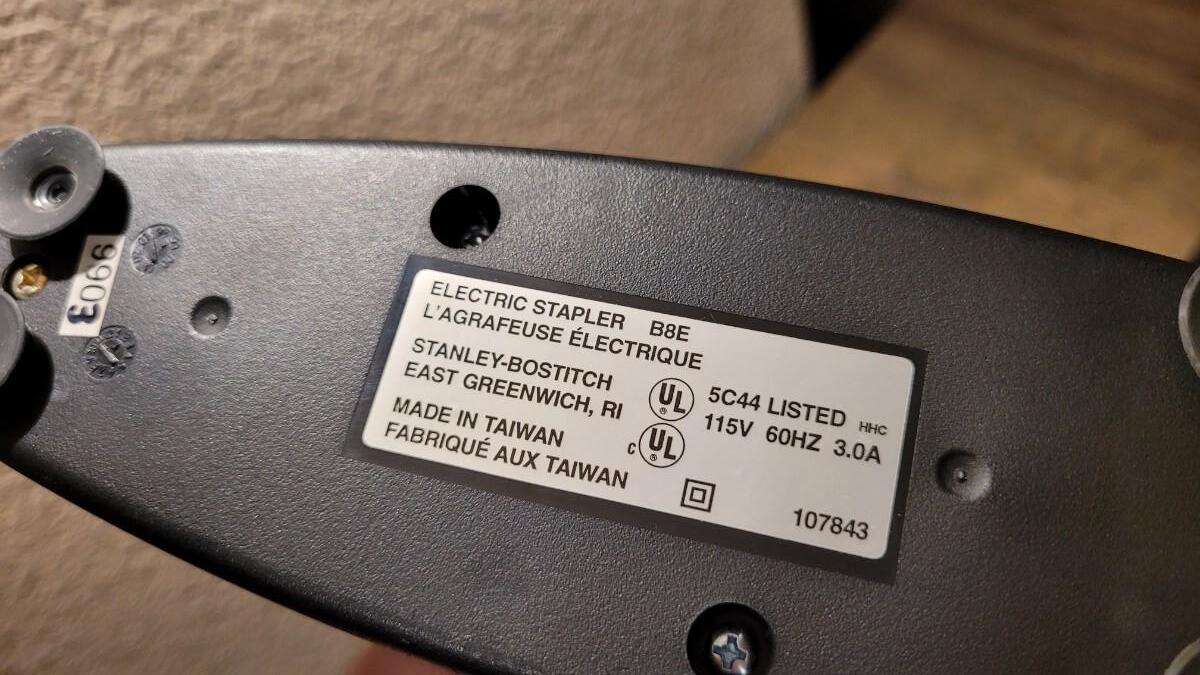 9903
ELECTRIC STAPLER B8E
L'AGRAFEUSE ÉLECTRIQUE
STANLEY-BOSTITCH
EAST GREENWICH, RI
MADE IN TAIWAN
FABRIQUÉ AUX TAIWAN
UL ®
C UL ®
5C44 LISTED HHC
115V 60HZ 3.0A
107843